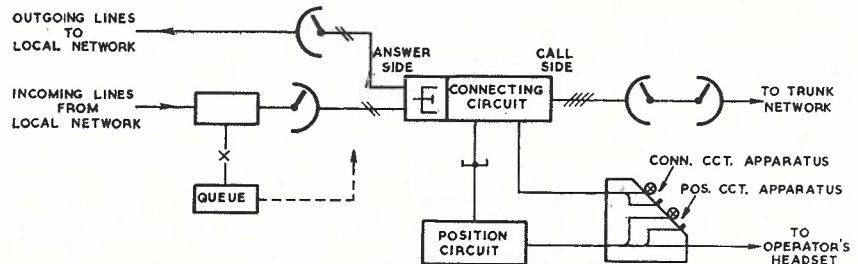 OUTGOING LINES
TO
LOCAL NETWORK
ANSWER
SIDE
CALL
SIDE
INCOMING LINES
FROM
LOCAL NETWORK
CONNECTING
CIRCUIT
TO TRUNK
NETWORK
QUEUE
CONN. CCT. APPARATUS
POS. CCT. APPARATUS
POSITION
CIRCUIT
TO
OPERATOR'S
HEADSET